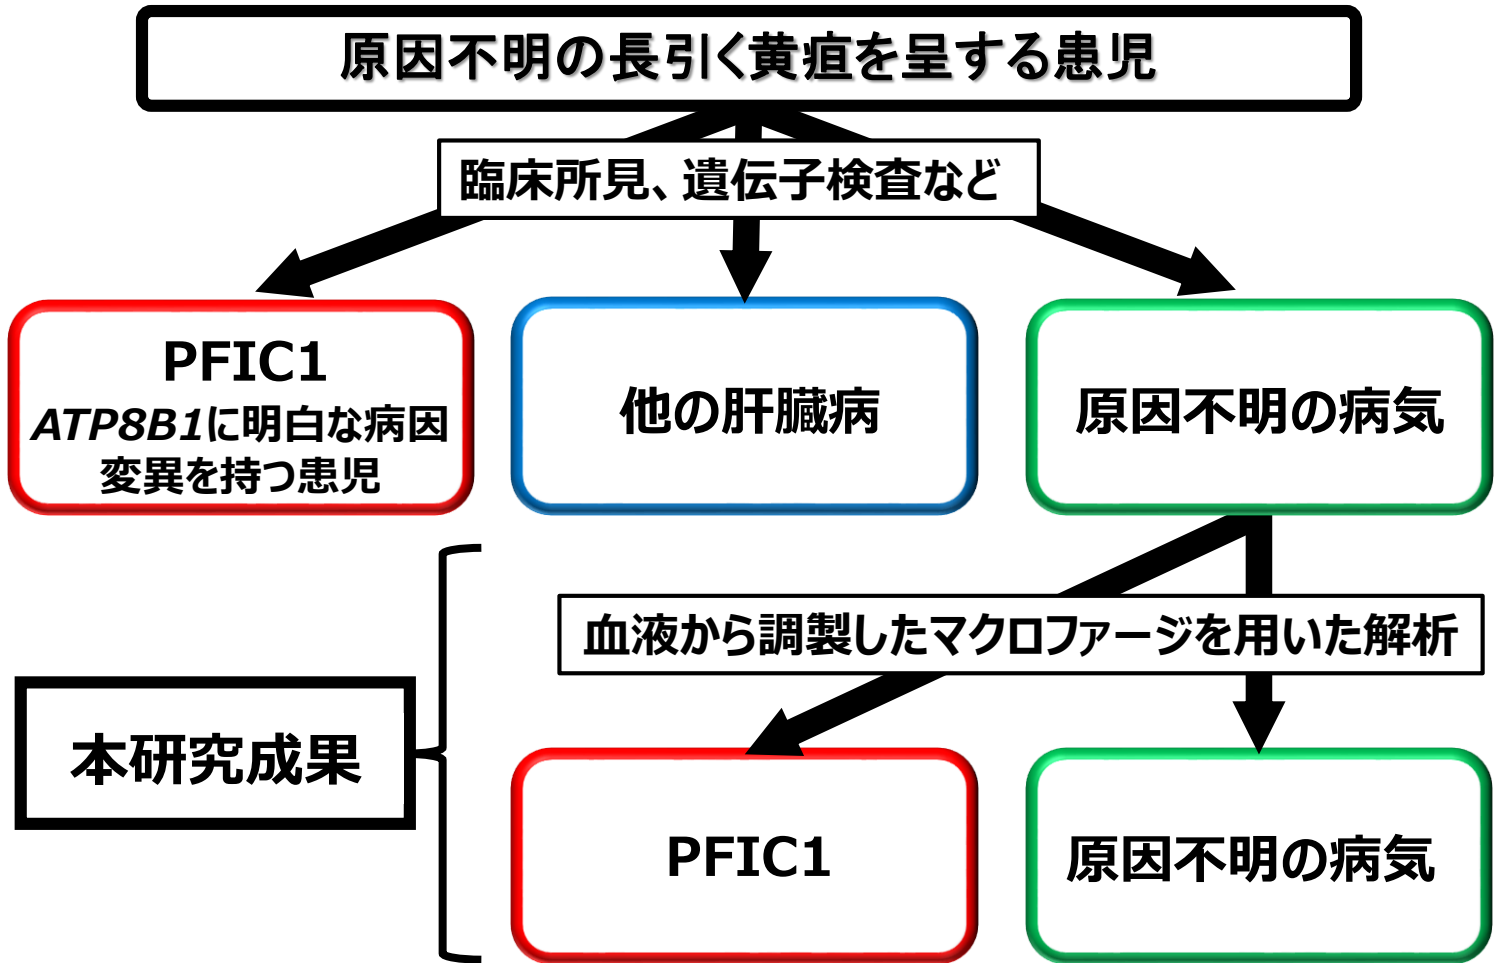 原因不明の長引く黄疸を呈する患児
臨床所見、遺伝子検査など
PFIC1
ATP8B1に明白な病因
変異を持つ患児
他の肝臓病
原因不明の病気
血液から調製したマクロファージを用いた解析
本研究成果
PFIC1
原因不明の病気